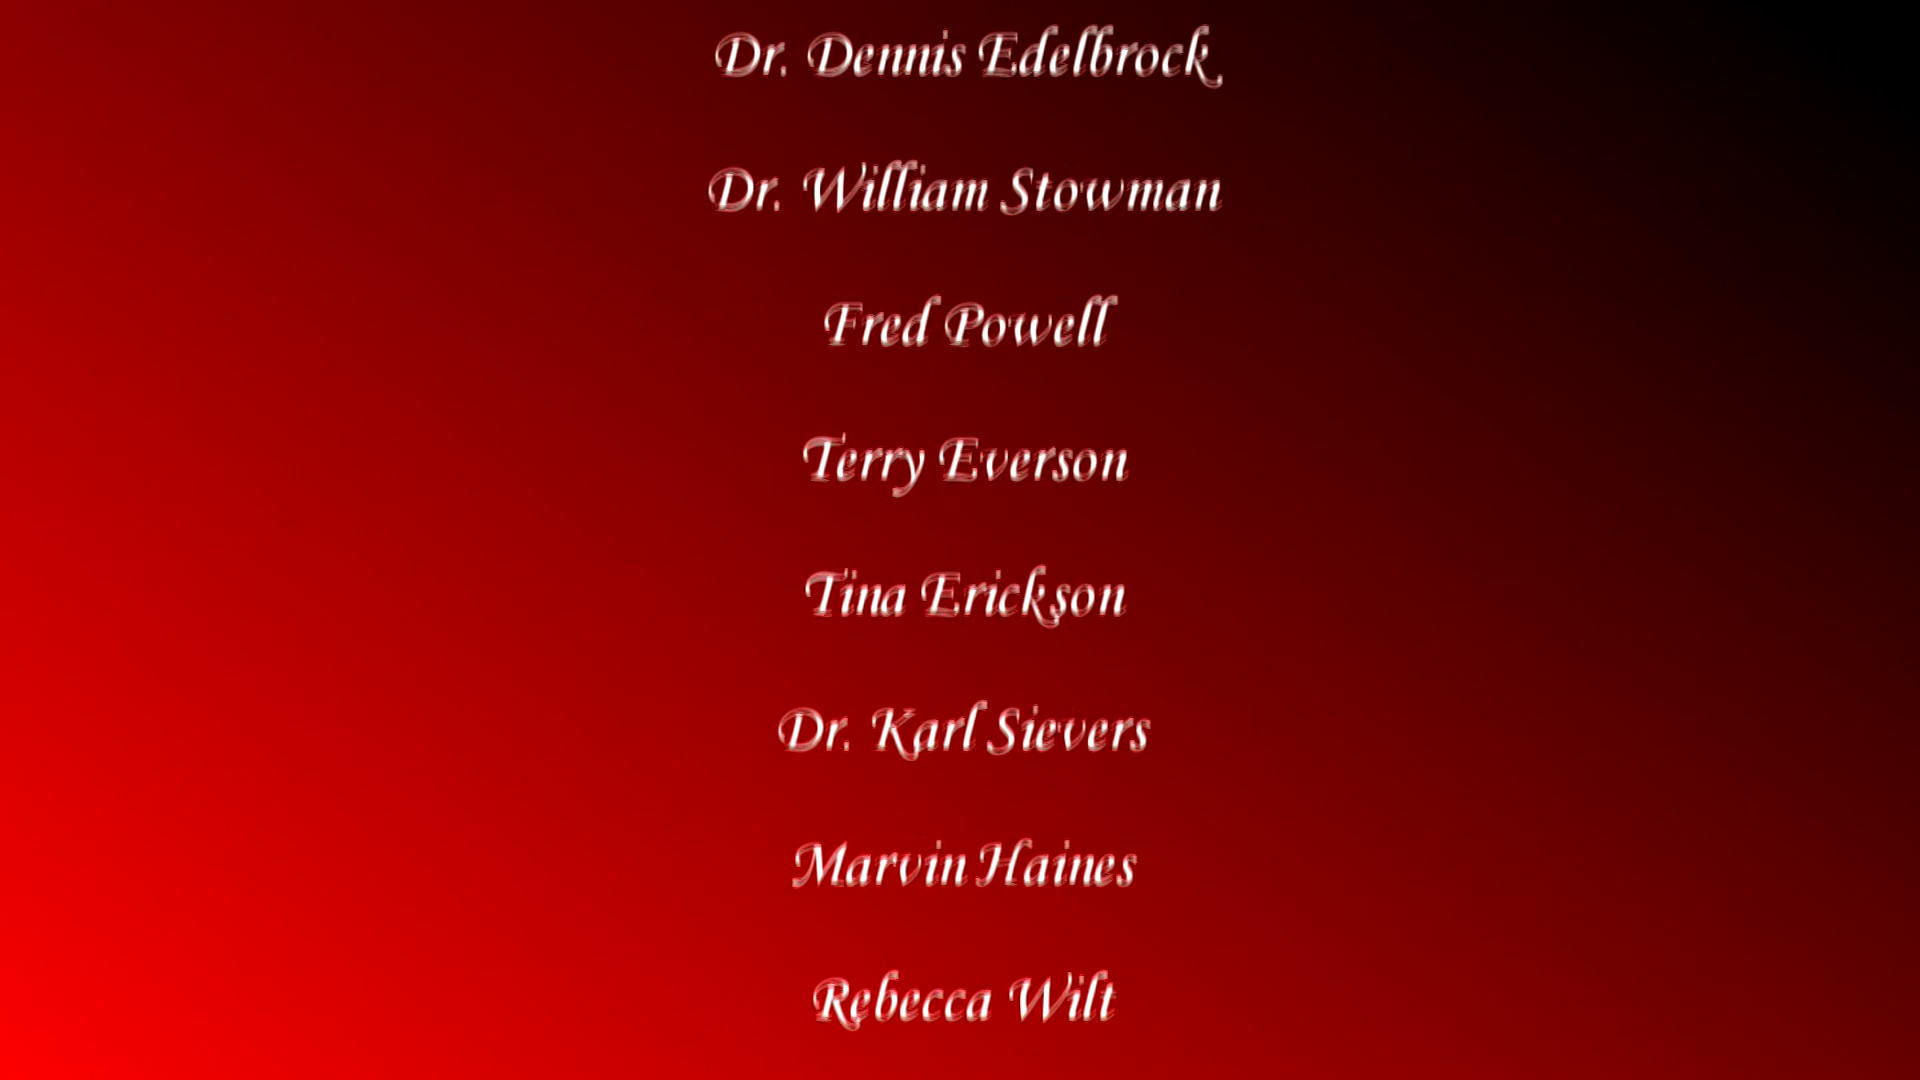 Dr. Dennis Edelbrock
Dr. William Stowman
Fred Powell
Terry Everson
Tina Erickson
Dr. Karl Sievers
Marvin Haines
Rebecca Wilt